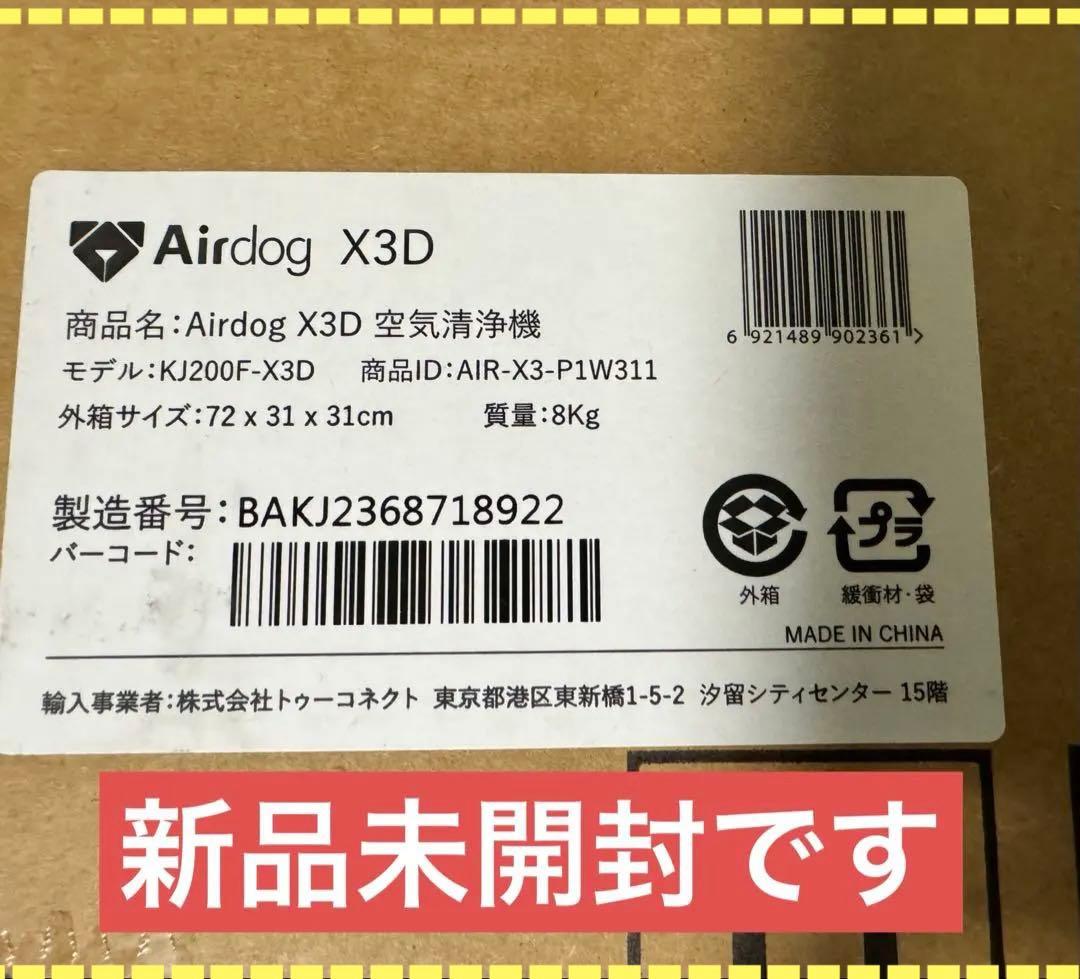 Airdog X3D
商品名:Airdog X3D 空気清浄機
モデル:KJ200F-X3D 商品ID:AIR-X3-P1W311
外箱サイズ:72 x 31 x 31cm 質量:8Kg
6 921489 902361 >
製造番号:BAKJ2368718922
バーコード:
プラ
外箱 緩衝材・袋
MADE IN CHINA
輸入事業者:株式会社トゥーコネクト 東京都港区東新橋1-5-2 汐留シティセンター 15階
新品未開封です